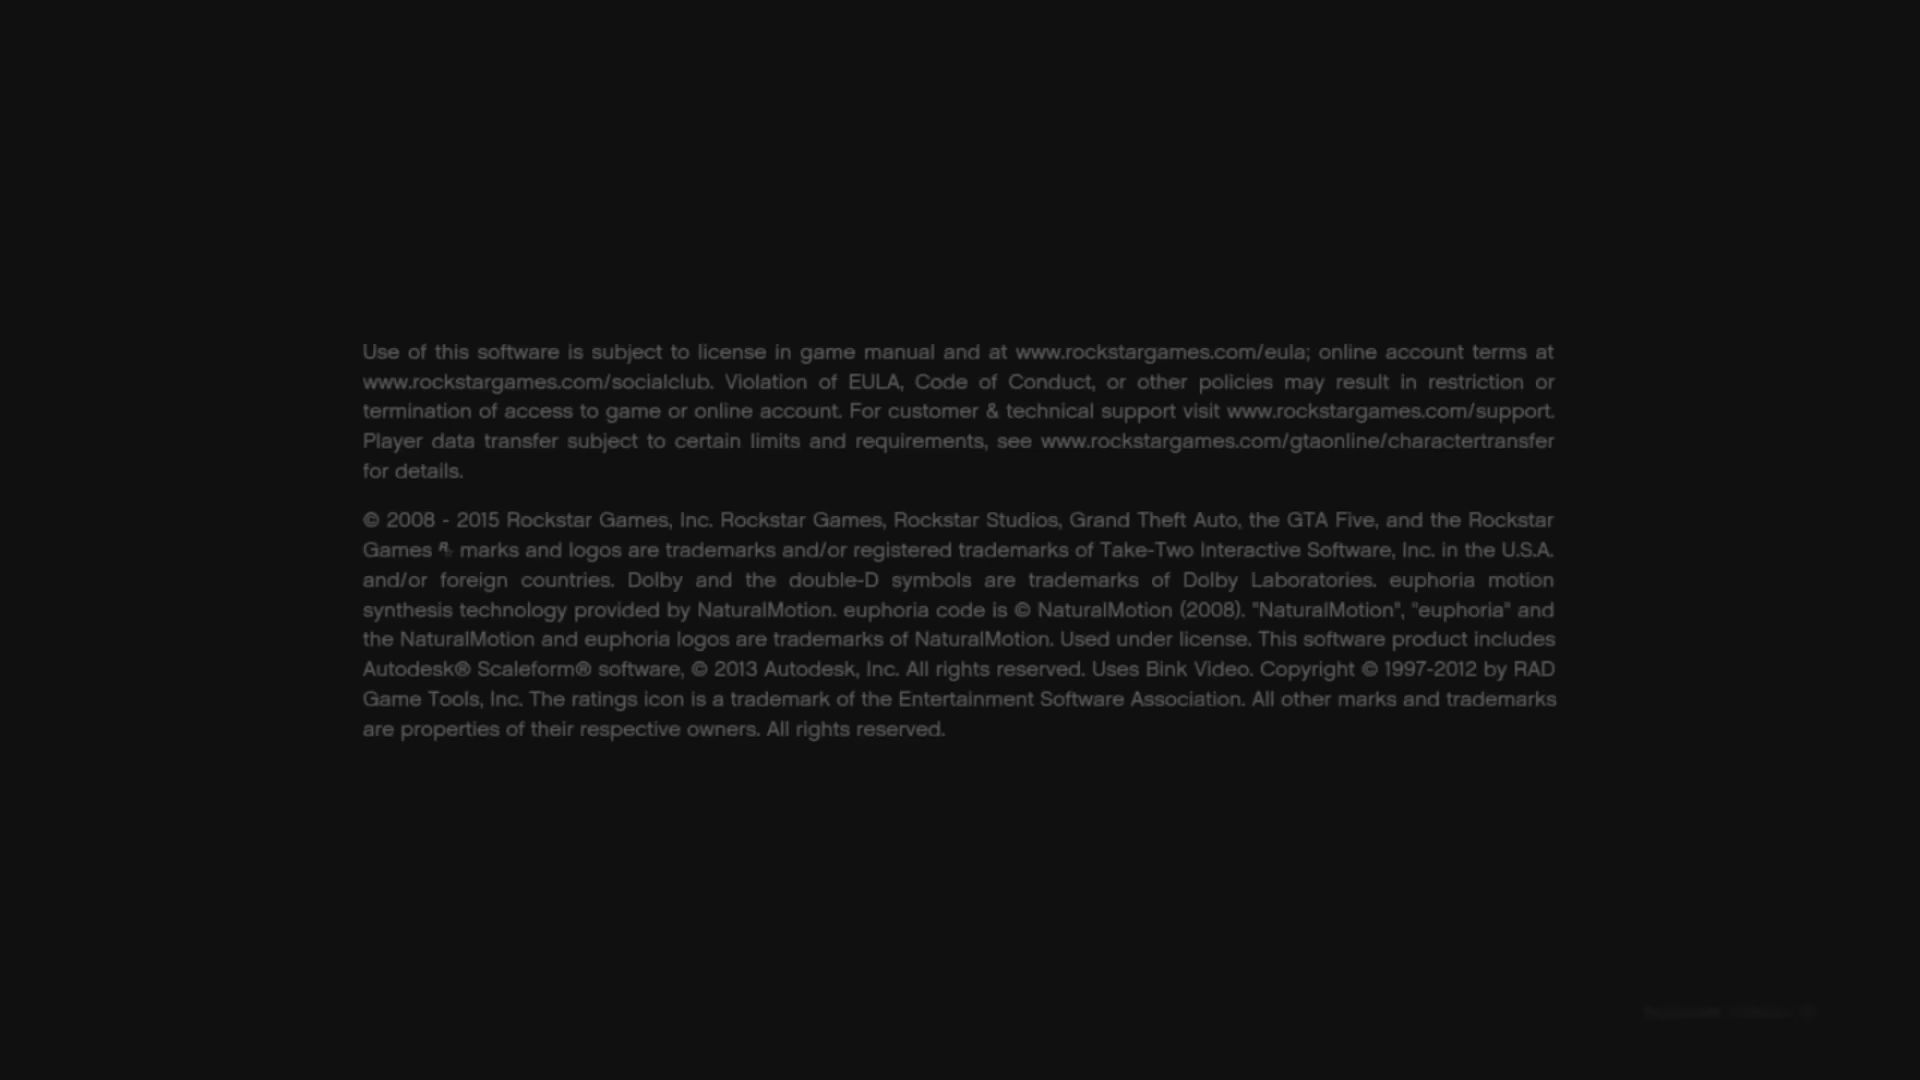 Use of this software is subject to license in game manual and at www.rockstargames.com/eula; online account terms at
www.rockstargames.com/socialclub. Violation of EULA, Code of Conduct, or other policies may result in restriction or
termination of access to game or online account. For customer & technical support visit www.rockstargames.com/support.
Player data transfer subject to certain limits and requirements, see www.rockstargames.com/gtaonline/charactertransfer
for details.
© 2008 - 2015 Rockstar Games, Inc. Rockstar Games, Rockstar Studios, Grand Theft Auto, the GTA Five, and the Rockstar
Games R* marks and logos are trademarks and/or registered trademarks of Take-Two Interactive Software, Inc. in the U.S.A.
and/or foreign countries. Dolby and the double-D symbols are trademarks of Dolby Laboratories. euphoria motion
synthesis technology provided by NaturalMotion. euphoria code is © NaturalMotion (2008). "NaturalMotion", "euphoria" and
the NaturalMotion and euphoria logos are trademarks of NaturalMotion. Used under license. This software product includes
Autodesk® Scaleform® software, © 2013 Autodesk, Inc. All rights reserved. Uses Bink Video. Copyright © 1997-2012 by RAD
Game Tools, Inc. The ratings icon is a trademark of the Entertainment Software Association. All other marks and trademarks
are properties of their respective owners. All rights reserved.